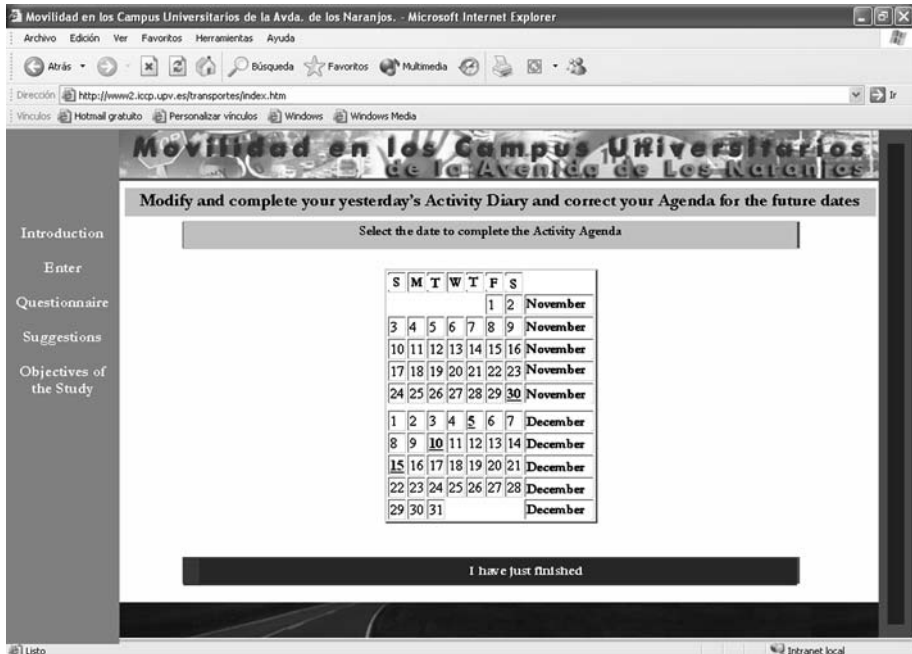 Movilidad en los Campus Universitarios de la Avda. de los Naranjos. - Microsoft Internet Explorer
Archivo Edición Ver Favoritos Herramientas Ayuda
Atrás Búsqueda Favoritos Multimedia
Dirección http://www2.iccp.upv.es/transportes/index.htm Ir
Vínculos Hotmail gratuito Personalizar vínculos Windows Windows Media
Movilidad en los Campus Universitarios
de la Avenida de Los Naranjos
Modify and complete your yesterday's Activity Diary and correct your Agenda for the future dates
Select the date to complete the Activity Agenda
Introduction
Enter
Questionnaire
Suggestions
Objectives of
the Study
S M T W T F S
1 2 November
3 4 5 6 7 8 9 November
10 11 12 13 14 15 16 November
17 18 19 20 21 22 23 November
24 25 26 27 28 29 30 November
1 2 3 4 5 6 7 December
8 9 10 11 12 13 14 December
15 16 17 18 19 20 21 December
22 23 24 25 26 27 28 December
29 30 31 December
I have just finished
Listo Intranet local